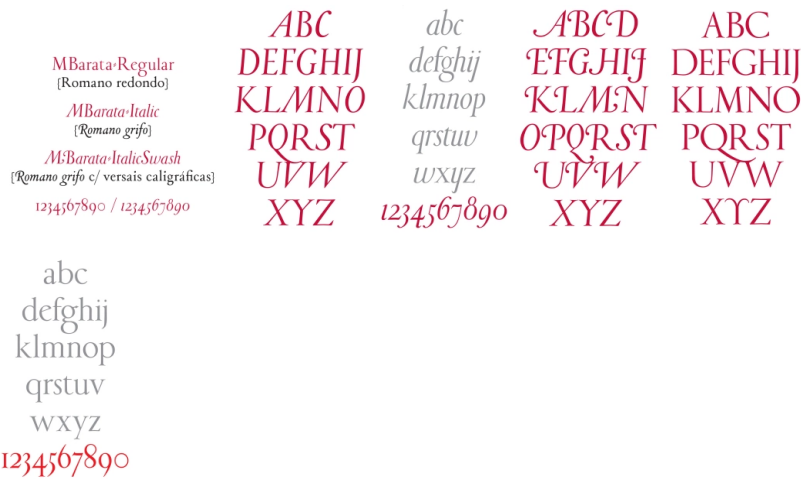 MBarata-Regular
[Romano redondo]
MBarata-Italic
[Romano grifo]
MBarata-ItalicSwash
[Romano grifo c/ versais caligráficas]
1234567890 / 1234567890
ABC
DEFGHIJ
KLMNO
PQRST
UVW
XYZ
abc
defghij
klmnop
qrstuv
wxyz
1234567890
ABCD
EFGHIJ
KLMN
OPQRST
UVW
XYZ
ABC
DEFGHIJ
KLMNO
PQRST
UVW
XYZ
abc
defghij
klmnop
qrstuv
wxyz
1234567890